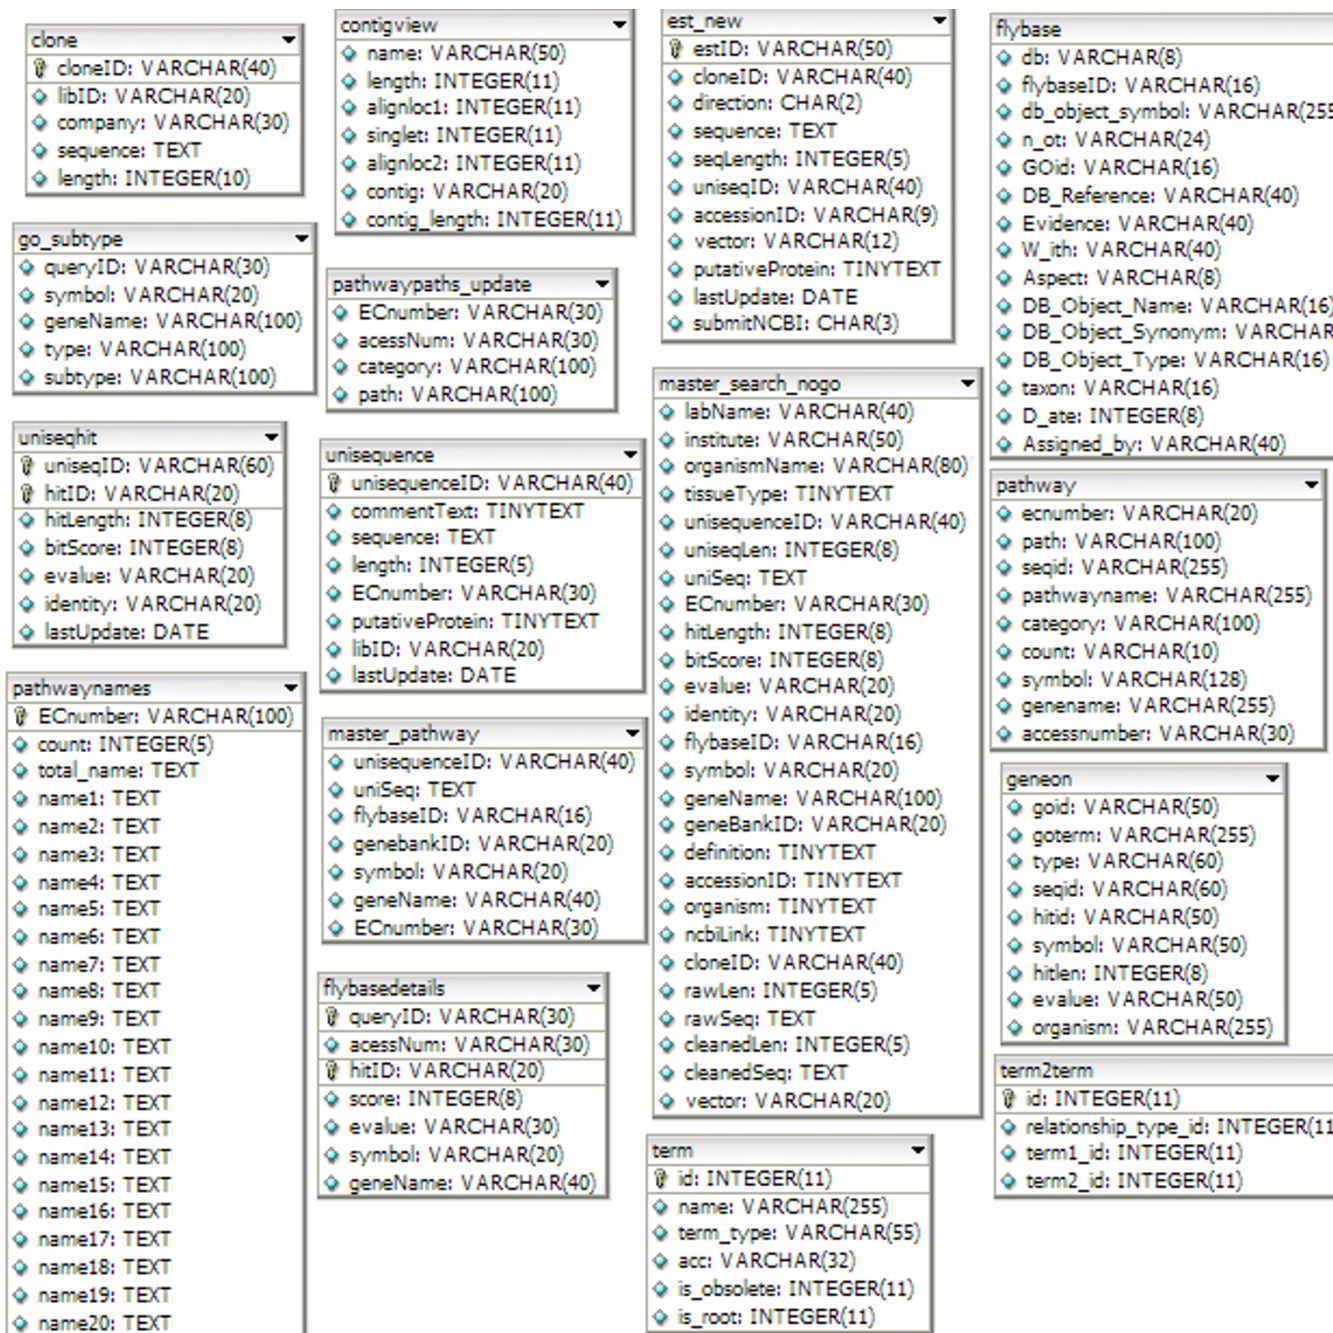 clone
cloneID: VARCHAR(40)
libID: VARCHAR(20)
company: VARCHAR(30)
sequence: TEXT
length: INTEGER(10)
go_subtype
queryID: VARCHAR(30)
symbol: VARCHAR(20)
geneName: VARCHAR(100)
type: VARCHAR(100)
subtype: VARCHAR(100)
uniseqhit
uniseqID: VARCHAR(60)
hitID: VARCHAR(20)
hitLength: INTEGER(8)
bitScore: INTEGER(8)
evalue: VARCHAR(20)
identity: VARCHAR(20)
lastUpdate: DATE
pathwaynames
ECnumber: VARCHAR(100)
count: INTEGER(5)
total_name: TEXT
name1: TEXT
name2: TEXT
name3: TEXT
name4: TEXT
name5: TEXT
name6: TEXT
name7: TEXT
name8: TEXT
name9: TEXT
name10: TEXT
name11: TEXT
name12: TEXT
name13: TEXT
name14: TEXT
name15: TEXT
name16: TEXT
name17: TEXT
name18: TEXT
name19: TEXT
name20: TEXT
contigview
name: VARCHAR(50)
length: INTEGER(11)
alignloc1: INTEGER(11)
singlet: INTEGER(11)
alignloc2: INTEGER(11)
contig: VARCHAR(20)
contig_length: INTEGER(11)
pathwaypaths_update
ECnumber: VARCHAR(30)
acessNum: VARCHAR(30)
category: VARCHAR(100)
path: VARCHAR(100)
unisequence
unisequenceID: VARCHAR(40)
commentText: TINYTEXT
sequence: TEXT
length: INTEGER(5)
ECnumber: VARCHAR(30)
putativeProtein: TINYTEXT
libID: VARCHAR(20)
lastUpdate: DATE
master_pathway
unisequenceID: VARCHAR(40)
uniSeq: TEXT
flybaseID: VARCHAR(16)
genebankID: VARCHAR(20)
symbol: VARCHAR(20)
geneName: VARCHAR(40)
ECnumber: VARCHAR(30)
flybasedetails
queryID: VARCHAR(30)
acessNum: VARCHAR(30)
hitID: VARCHAR(20)
score: INTEGER(8)
evalue: VARCHAR(30)
symbol: VARCHAR(20)
geneName: VARCHAR(40)
est_new
estID: VARCHAR(50)
cloneID: VARCHAR(40)
direction: CHAR(2)
sequence: TEXT
seqLength: INTEGER(5)
uniseqID: VARCHAR(40)
accessionID: VARCHAR(9)
vector: VARCHAR(12)
putativeProtein: TINYTEXT
lastUpdate: DATE
submitNCBI: CHAR(3)
master_search_nogo
labName: VARCHAR(40)
institute: VARCHAR(50)
organismName: VARCHAR(80)
tissueType: TINYTEXT
unisequenceID: VARCHAR(40)
uniseqLen: INTEGER(8)
uniSeq: TEXT
ECnumber: VARCHAR(30)
hitLength: INTEGER(8)
bitScore: INTEGER(8)
evalue: VARCHAR(20)
identity: VARCHAR(20)
flybaseID: VARCHAR(16)
symbol: VARCHAR(20)
geneName: VARCHAR(100)
geneBankID: VARCHAR(20)
definition: TINYTEXT
accessionID: TINYTEXT
organism: TINYTEXT
ncbiLink: TINYTEXT
cloneID: VARCHAR(40)
rawLen: INTEGER(5)
rawSeq: TEXT
cleanedLen: INTEGER(5)
cleanedSeq: TEXT
vector: VARCHAR(20)
term
id: INTEGER(11)
name: VARCHAR(255)
term_type: VARCHAR(55)
acc: VARCHAR(32)
is_obsolete: INTEGER(11)
is_root: INTEGER(11)
flybase
db: VARCHAR(8)
flybaseID: VARCHAR(16)
db_object_symbol: VARCHAR(255
n_ot: VARCHAR(24)
GOid: VARCHAR(16)
DB_Reference: VARCHAR(40)
Evidence: VARCHAR(40)
W_ith: VARCHAR(40)
Aspect: VARCHAR(8)
DB_Object_Name: VARCHAR(16)
DB_Object_Synonym: VARCHAR
DB_Object_Type: VARCHAR(16)
taxon: VARCHAR(16)
D_ate: INTEGER(8)
Assigned_by: VARCHAR(40)
pathway
ecnumber: VARCHAR(20)
path: VARCHAR(100)
seqid: VARCHAR(255)
pathwayname: VARCHAR(255)
category: VARCHAR(100)
count: VARCHAR(10)
symbol: VARCHAR(128)
genename: VARCHAR(255)
accessnumber: VARCHAR(30)
geneon
goid: VARCHAR(50)
goterm: VARCHAR(255)
type: VARCHAR(60)
seqid: VARCHAR(60)
hitid: VARCHAR(50)
symbol: VARCHAR(50)
hitlen: INTEGER(8)
evalue: VARCHAR(50)
organism: VARCHAR(255)
term2term
id: INTEGER(11)
relationship_type_id: INTEGER(11
term1_id: INTEGER(11)
term2_id: INTEGER(11)